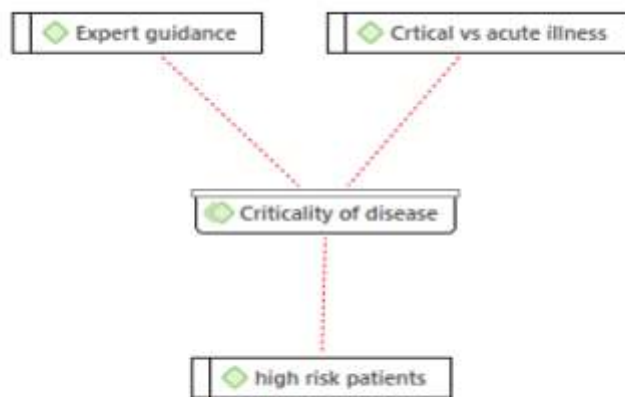 Expert guidance
Crtical vs acute illness
Criticality of disease
high risk patients